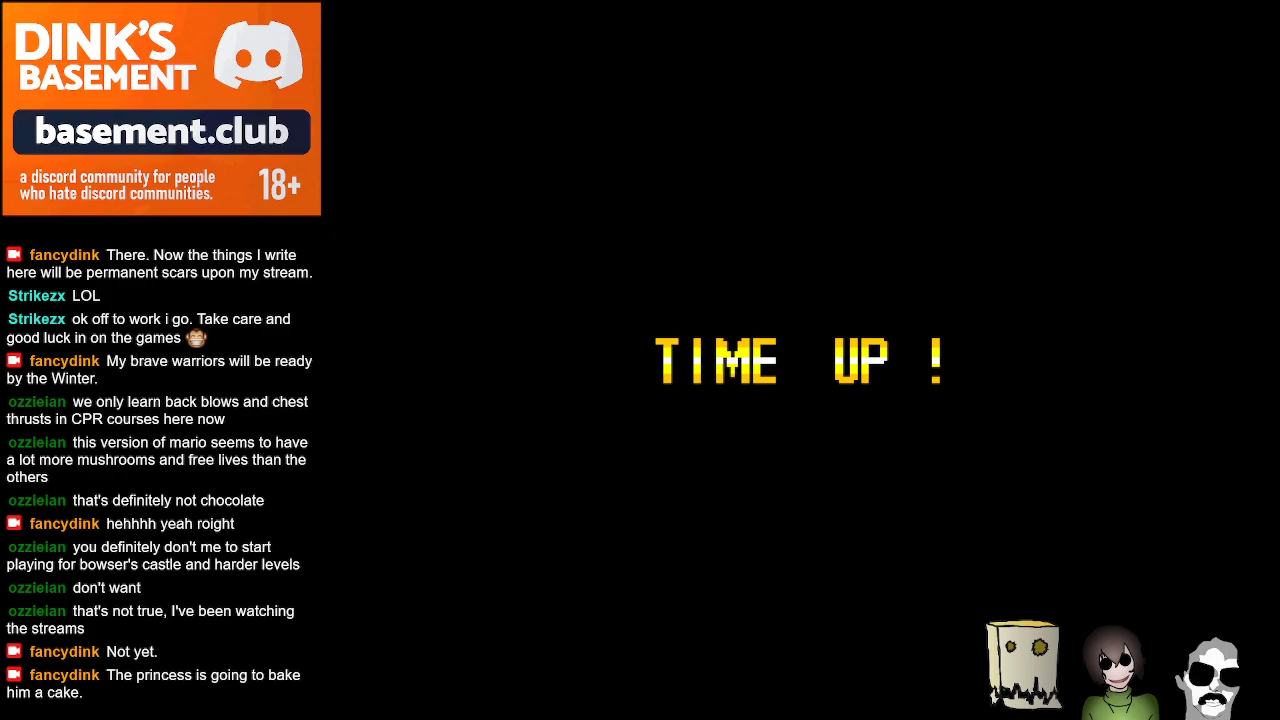 DINK'S
BASEMENT
basement.club
a discord community for people
who hate discord communities.
18+
fancydink There. Now the things I write
here will be permanent scars upon my stream.
Strikezx LOL
Strikezx ok off to work i go. Take care and
good luck in on the games
fancydink My brave warriors will be ready
by the Winter.
ozzieian we only learn back blows and chest
thrusts in CPR courses here now
ozzieian this version of mario seems to have
a lot more mushrooms and free lives than the
others
ozzieian that's definitely not chocolate
fancydink hehhhh yeah roight
ozzieian you definitely don't me to start
playing for bowser's castle and harder levels
ozzieian don't want
ozzieian that's not true, I've been watching
the streams
fancydink Not yet.
fancydink The princess is going to bake
him a cake.
TIME UP !